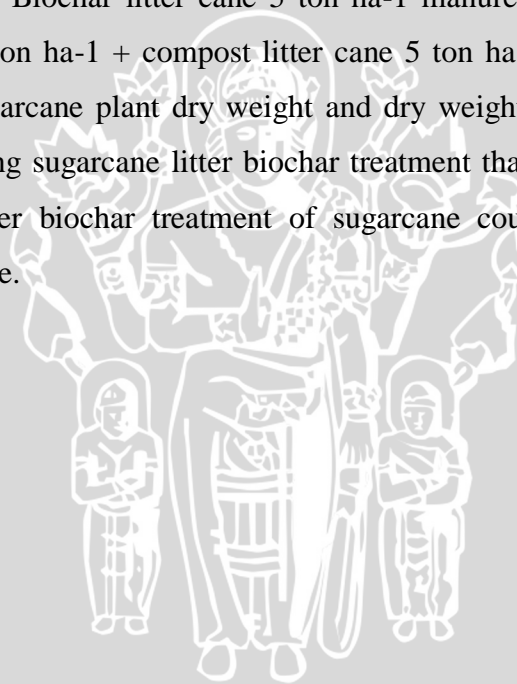 Biochar litter cane 5 ton ha-1 manure
on ha-1 + compost litter cane 5 ton ha
arcane plant dry weight and dry weight
ng sugarcane litter biochar treatment tha
er biochar treatment of sugarcane cou
e.